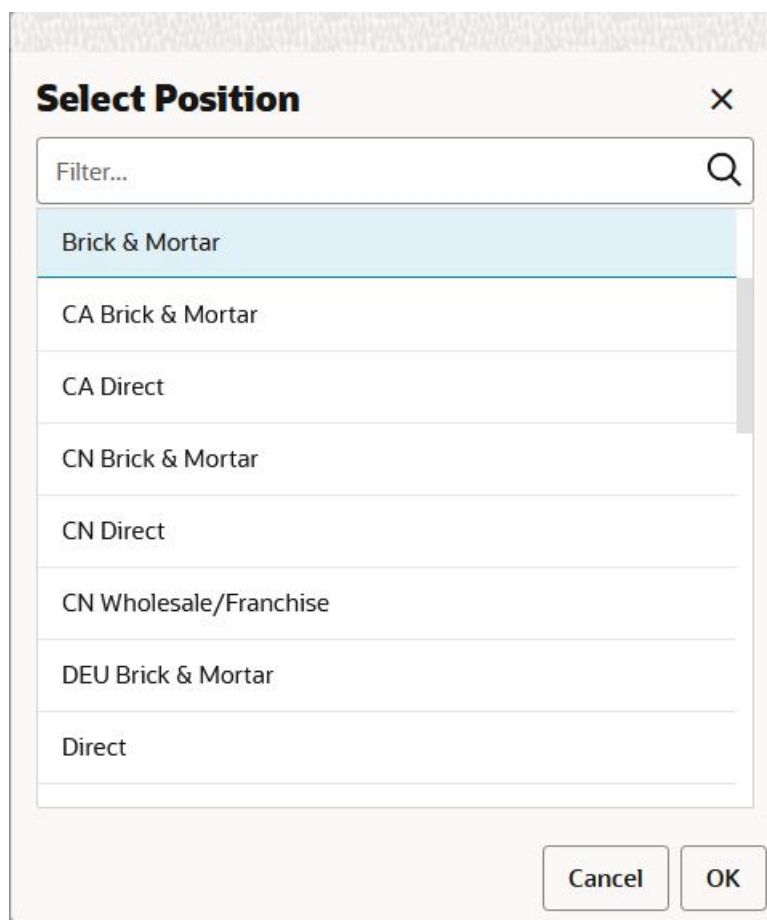 Select Position
Filter...
Brick & Mortar
CA Brick & Mortar
CA Direct
CN Brick & Mortar
CN Direct
CN Wholesale/Franchise
DEU Brick & Mortar
Direct
Cancel OK